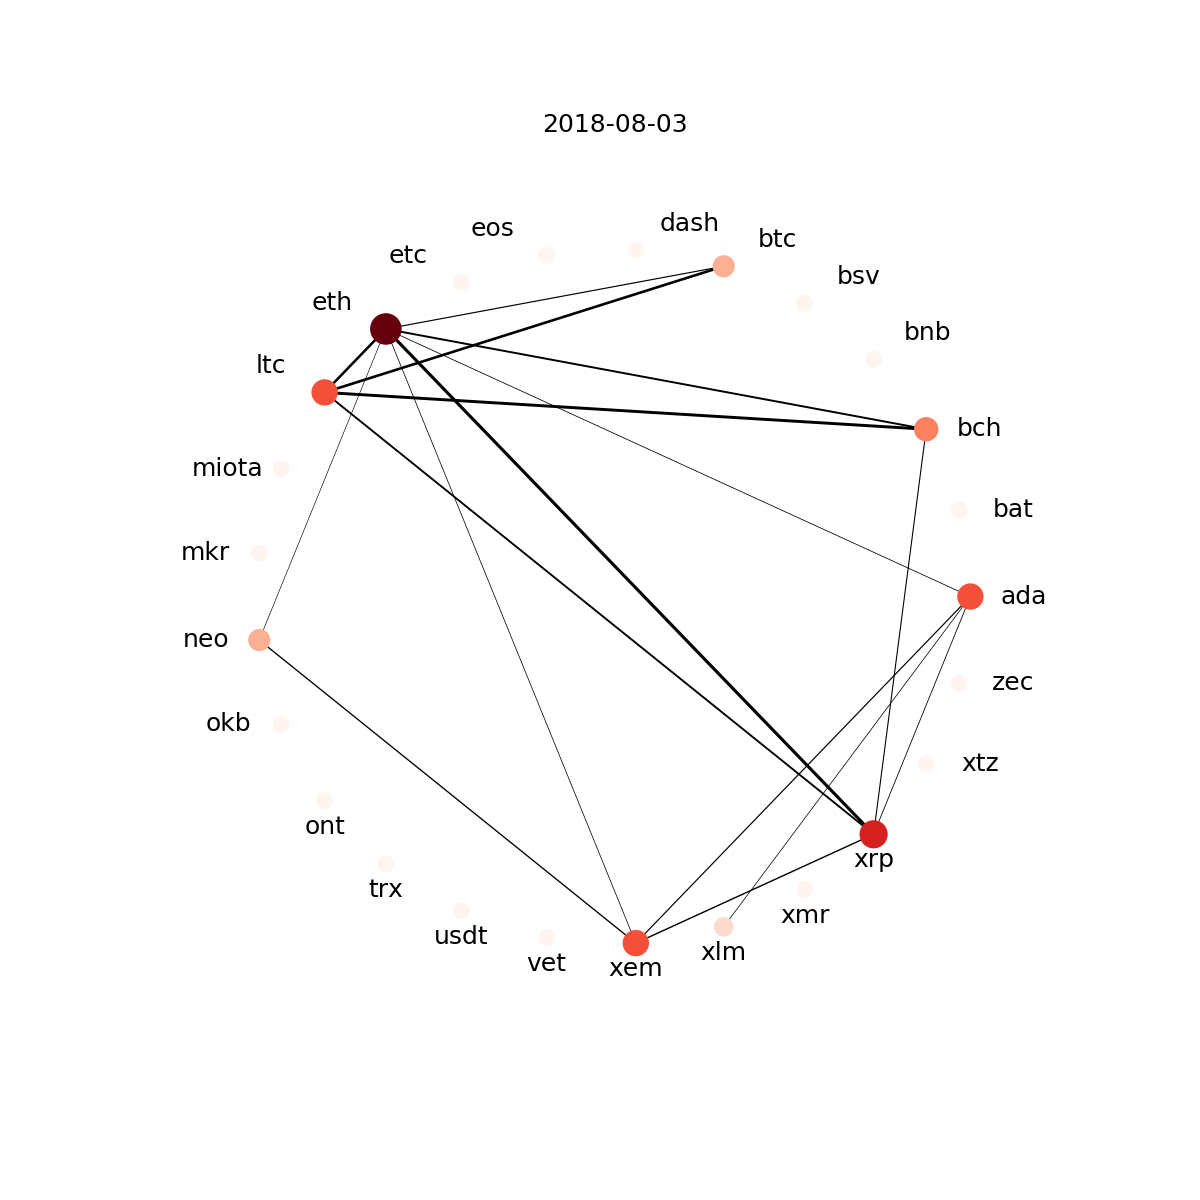 2018-08-03
dash
eos
btc
etc
bsv
eth
bnb
ltc
bch
miota
bat
mkr
ada
neo
zec
okb
xtz
ont
xrp
trx
xmr
usdt
xlm
vet
xem